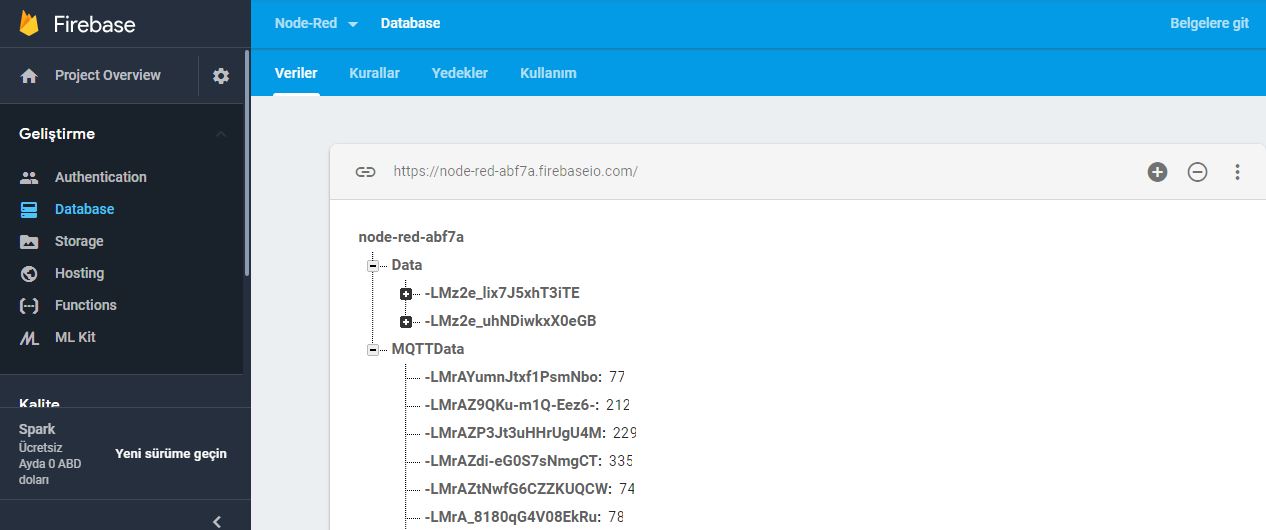 Firebase
Node-Red Database Belgelere git
Project Overview
Veriler Kurallar Yedekler Kullanım
Geliştirme
Authentication
Database
Storage
Hosting
Functions
ML Kit
Kalite
Spark
Ücretsiz
Ayda 0 ABD
doları
Yeni sürüme geçin
https://node-red-abf7a.firebaseio.com/
node-red-abf7a
Data
-LMz2e_lix7J5xhT3iTE
-LMz2e_uhNDiwkxX0eGB
MQTTData
-LMrAYumnJtxf1PsmNbo: 77
-LMrAZ9QKu-m1Q-Eez6-: 212
-LMrAZP3Jt3uHHrUgU4M: 229
-LMrAZdi-eG0S7sNmgCT: 335
-LMrAZtNwfG6CZZKUQCW: 74
-LMrA_8180qG4V08EkRu: 78